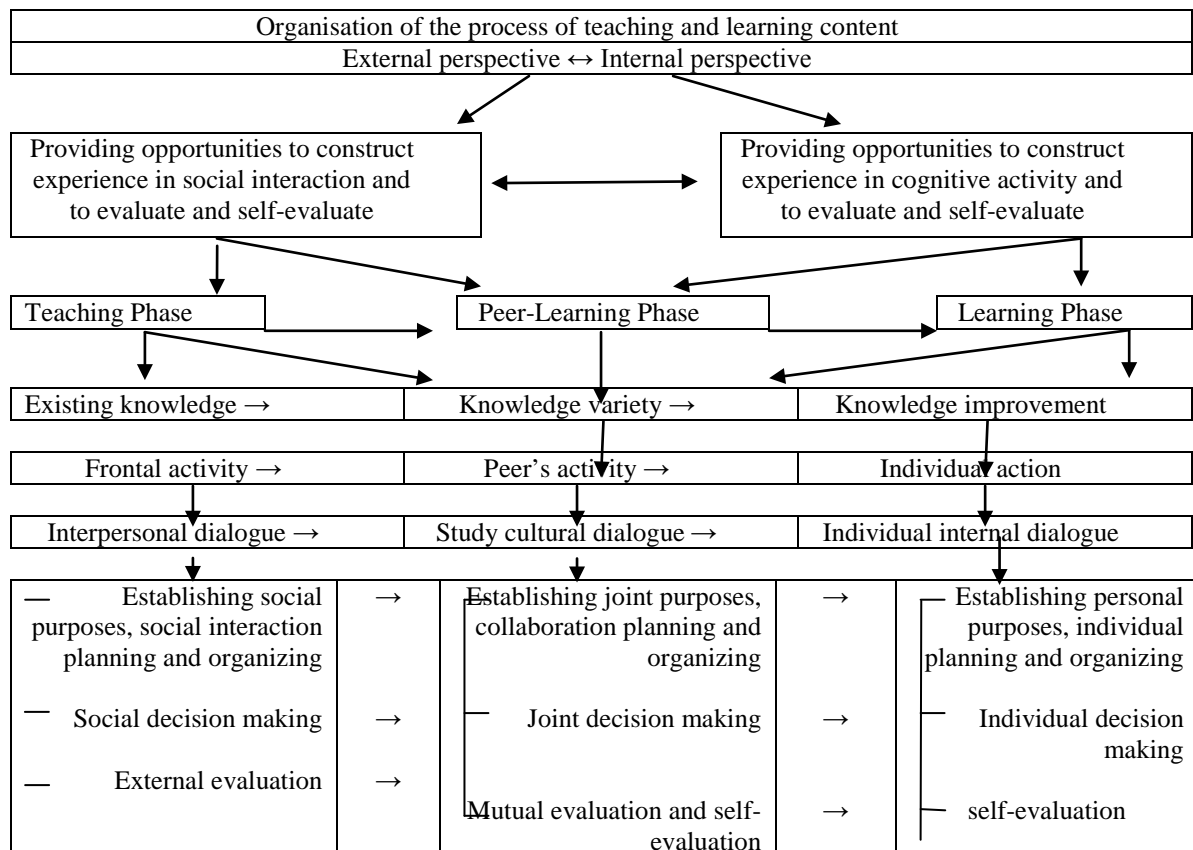 Organisation of the process of teaching and learning content
External perspective ↔ Internal perspective
Providing opportunities to construct
experience in social interaction and
to evaluate and self-evaluate
Providing opportunities to construct
experience in cognitive activity and
to evaluate and self-evaluate
Teaching Phase
Peer-Learning Phase
Learning Phase
Existing knowledge →
Knowledge variety →
Knowledge improvement
Frontal activity →
Peer's activity →
Individual action
Interpersonal dialogue →
Study cultural dialogue →
Individual internal dialogue
Establishing social
purposes, social interaction
planning and organizing
→
Establishing joint purposes,
collaboration planning and
organizing
→
Establishing personal
purposes, individual
planning and organizing
Social decision making
→
Joint decision making
→
Individual decision
making
External evaluation
→
Mutual evaluation and self-
evaluation
→
self-evaluation